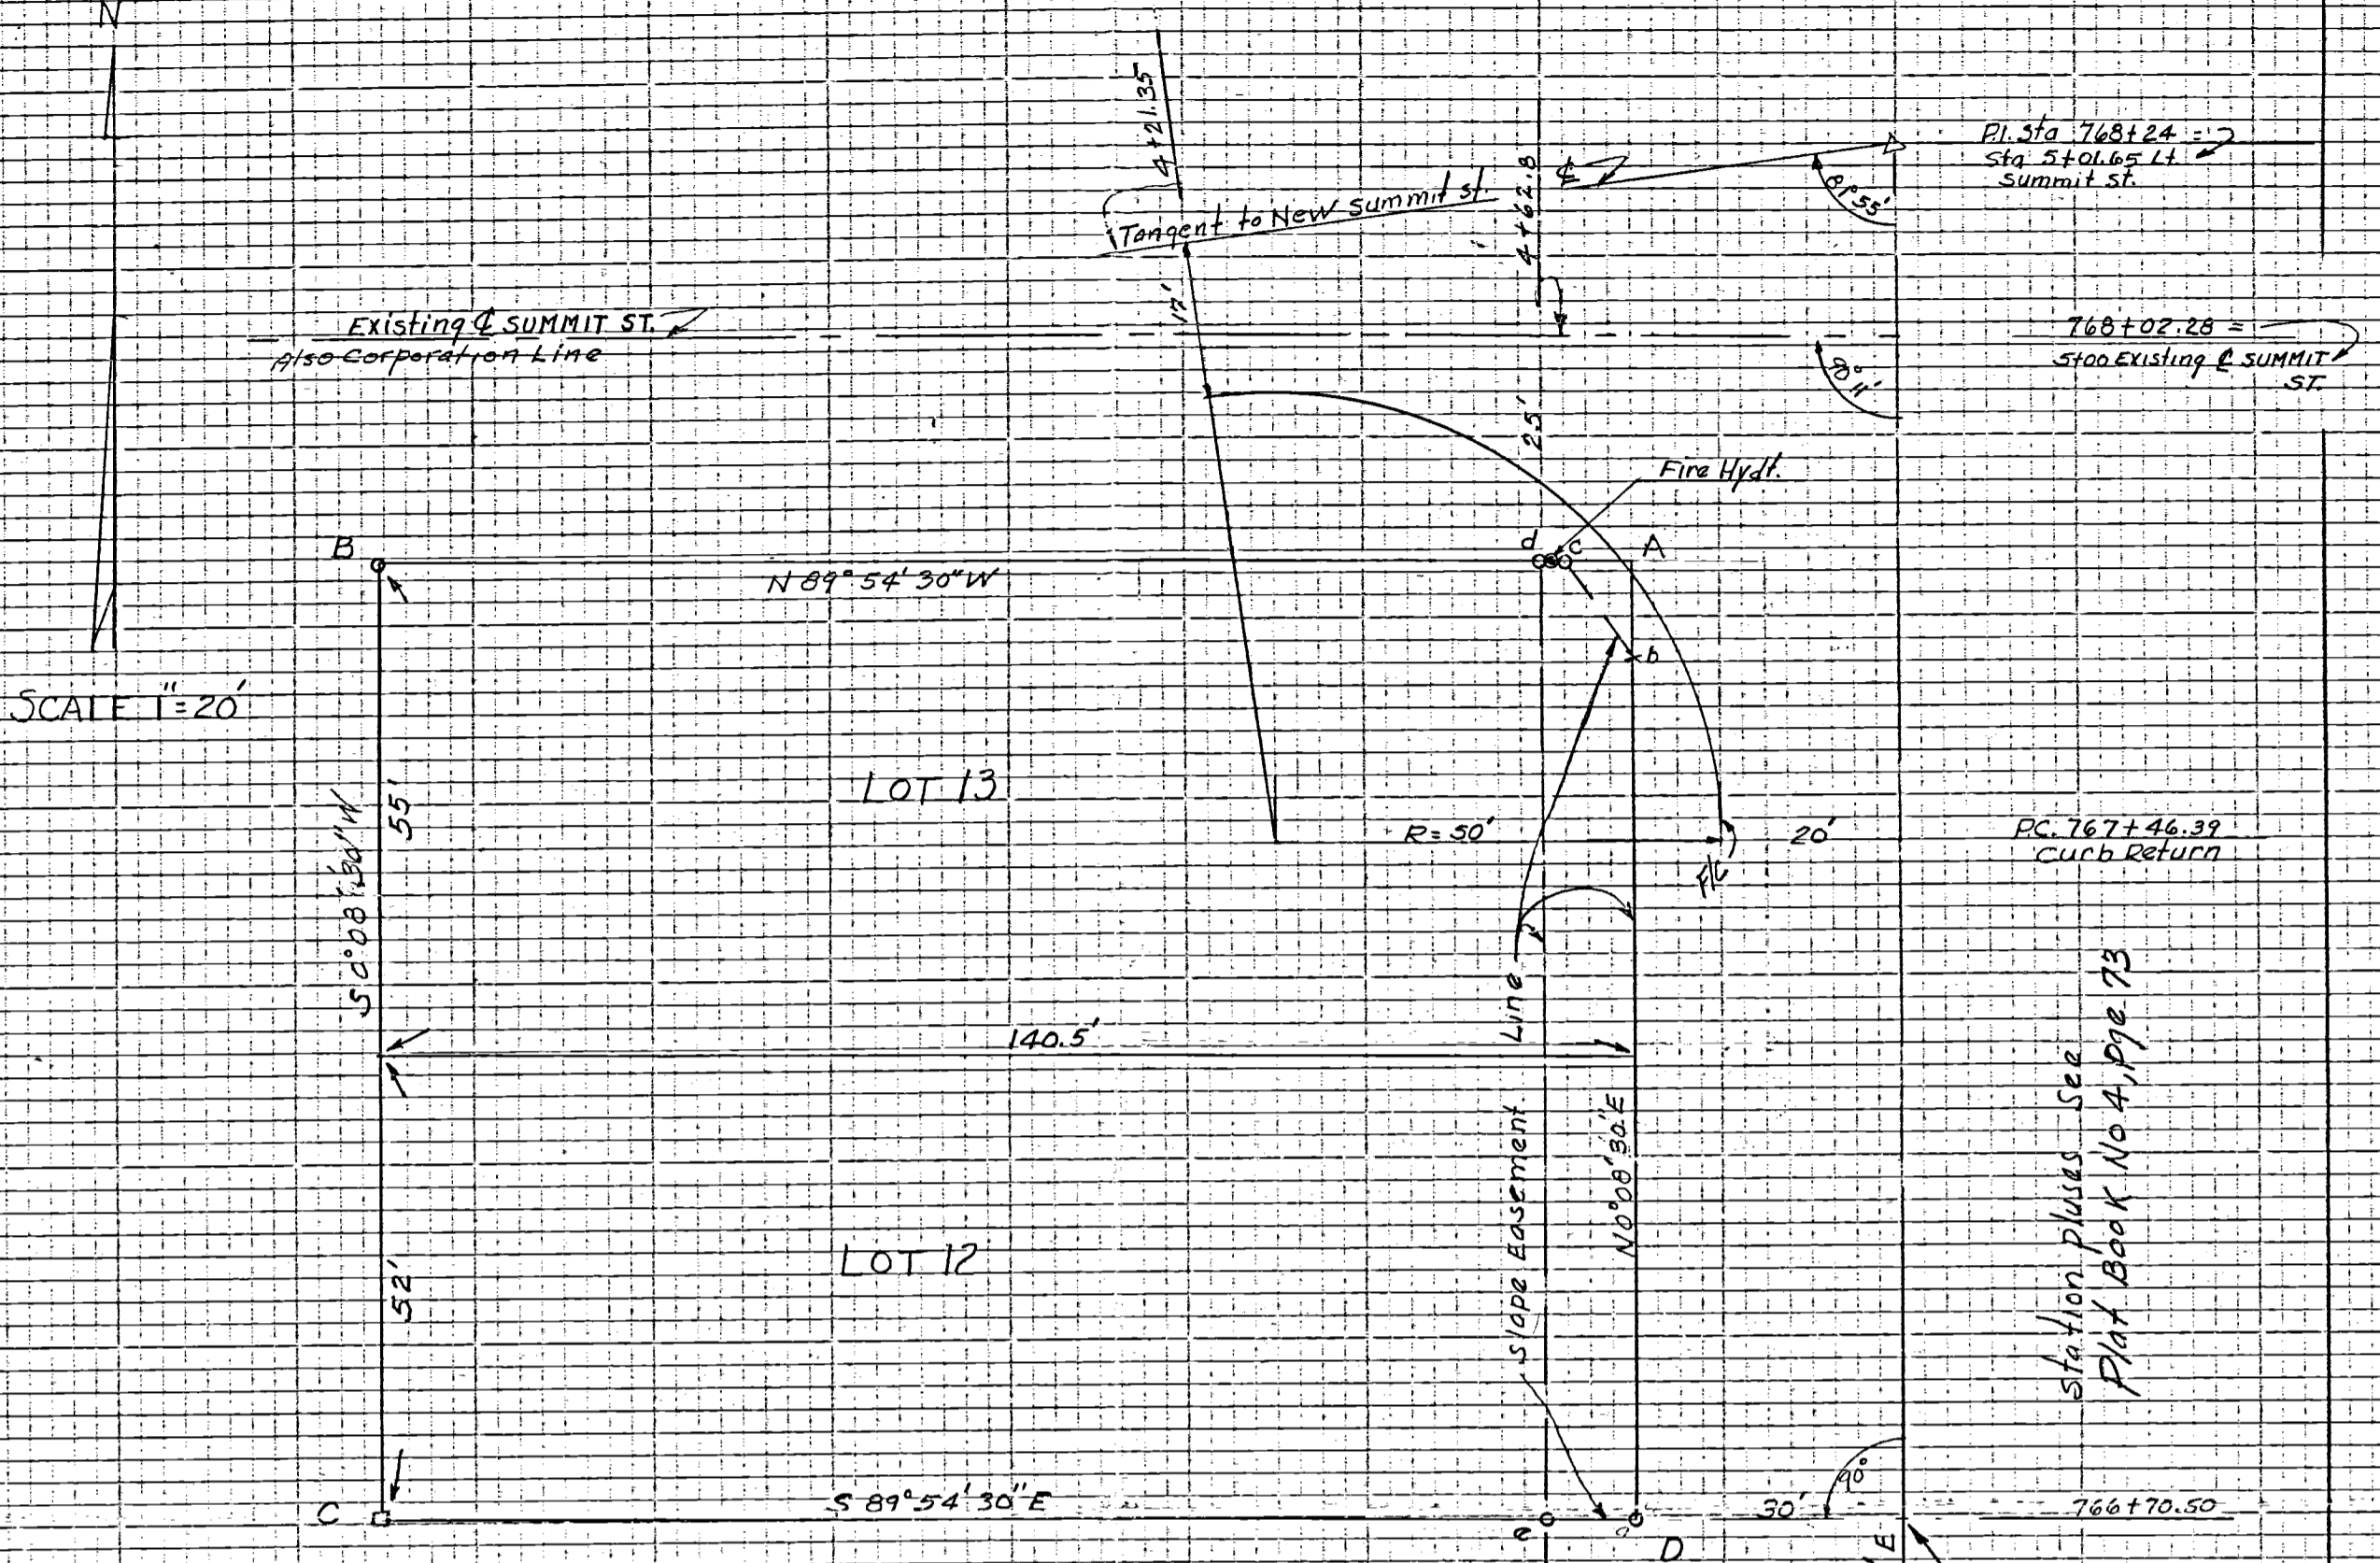 N
4+21.35
4+62.8
℄
81°55'
P.I. Sta 768+24 =
Sta 5+01.65 Lt
Summit St.
Tangent to New Summit St.
17'
Existing ℄ SUMMIT ST.
Also Corporation Line
768+02.28 =
5+00 Existing ℄ SUMMIT
ST.
25'
Fire Hydt.
B
d
c
A
N 89°54'30"W
b
SCALE 1"=20'
LOT 13
55'
S 0°08'30"W
R=50'
20'
P.C. 767+46.39
Curb Return
F/C
140.5'
Slope Easement Line
N0°08'30"E
Station pluses See
Plat Book No 4, pge 73
LOT 12
52'
90°
C
S 89°54'30"E
e
a
D
30'
E
766+70.50